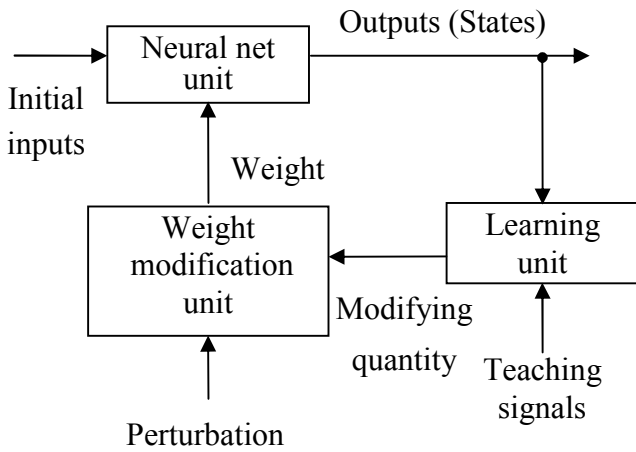 Outputs (States)
Neural net
unit
Initial
inputs
Weight
Weight
modification
unit
Learning
unit
Modifying
quantity
Teaching
signals
Perturbation